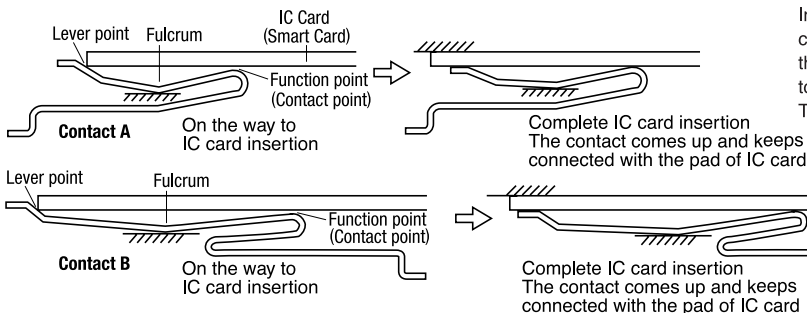 Lever point
Fulcrum
IC Card
(Smart Card)
Function point
(Contact point)
Contact A
On the way to
IC card insertion
Complete IC card insertion
The contact comes up and keeps
connected with the pad of IC card
Lever point
Fulcrum
Function point
(Contact point)
Contact B
On the way to
IC card insertion
Complete IC card insertion
The contact comes up and keeps
connected with the pad of IC card